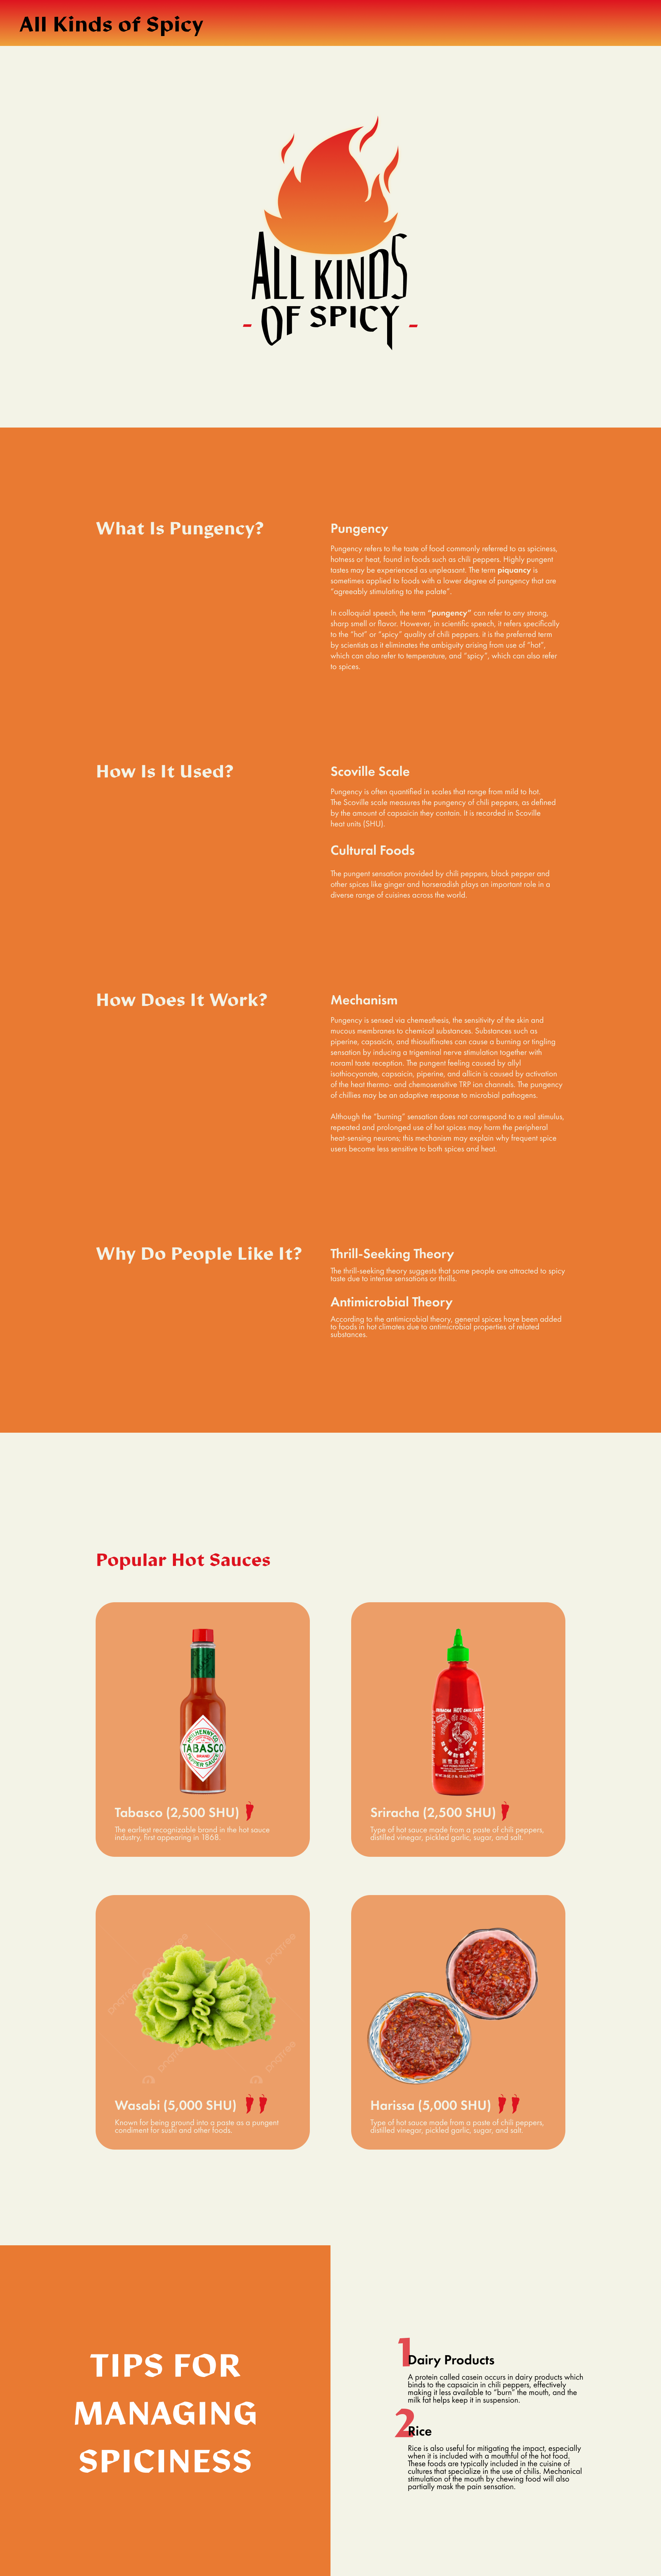 All Kinds of Spicy
ALL KINDS
- OF SPICY -
What Is Pungency?
Pungency
Pungency refers to the taste of food commonly referred to as spiciness,
hotness or heat, found in foods such as chili peppers. Highly pungent
tastes may be experienced as unpleasant. The term piquancy is
sometimes applied to foods with a lower degree of pungency that are
“agreeably stimulating to the palate”.
In colloquial speech, the term “pungency” can refer to any strong,
sharp smell or flavor. However, in scientific speech, it refers specifically
to the “hot” or “spicy” quality of chili peppers. it is the preferred term
by scientists as it eliminates the ambiguity arising from use of “hot”,
which can also refer to temperature, and “spicy”, which can also refer
to spices.
How Is It Used?
Scoville Scale
Pungency is often quantified in scales that range from mild to hot.
The Scoville scale measures the pungency of chili peppers, as defined
by the amount of capsaicin they contain. It is recorded in Scoville
heat units (SHU).
Cultural Foods
The pungent sensation provided by chili peppers, black pepper and
other spices like ginger and horseradish plays an important role in a
diverse range of cuisines across the world.
How Does It Work?
Mechanism
Pungency is sensed via chemesthesis, the sensitivity of the skin and
mucous membranes to chemical substances. Substances such as
piperine, capsaicin, and thiosulfinates can cause a burning or tingling
sensation by inducing a trigeminal nerve stimulation together with
noraml taste reception. The pungent feeling caused by allyl
isothiocyanate, capsaicin, piperine, and allicin is caused by activation
of the heat thermo- and chemosensitive TRP ion channels. The pungency
of chillies may be an adaptive response to microbial pathogens.
Although the “burning” sensation does not correspond to a real stimulus,
repeated and prolonged use of hot spices may harm the peripheral
heat-sensing neurons; this mechanism may explain why frequent spice
users become less sensitive to both spices and heat.
Why Do People Like It?
Thrill-Seeking Theory
The thrill-seeking theory suggests that some people are attracted to spicy
taste due to intense sensations or thrills.
Antimicrobial Theory
According to the antimicrobial theory, general spices have been added
to foods in hot climates due to antimicrobial properties of related
substances.
Popular Hot Sauces
McILHENNY CO.
TABASCO
BRAND
PEPPER SAUCE
Tabasco (2,500 SHU)
The earliest recognizable brand in the hot sauce
industry, first appearing in 1868.
SRIRACHA HOT CHILI SAUCE
Sriracha (2,500 SHU)
Type of hot sauce made from a paste of chili peppers,
distilled vinegar, pickled garlic, sugar, and salt.
pngtree
pngtree
pngtree
pngtree
Wasabi (5,000 SHU)
Known for being ground into a paste as a pungent
condiment for sushi and other foods.
Harissa (5,000 SHU)
Type of hot sauce made from a paste of chili peppers,
distilled vinegar, pickled garlic, sugar, and salt.
TIPS FOR
MANAGING
SPICINESS
1
Dairy Products
A protein called casein occurs in dairy products which
binds to the capsaicin in chili peppers, effectively
making it less available to “burn” the mouth, and the
milk fat helps keep it in suspension.
2
Rice
Rice is also useful for mitigating the impact, especially
when it is included with a mouthful of the hot food.
These foods are typically included in the cuisine of
cultures that specialize in the use of chilis. Mechanical
stimulation of the mouth by chewing food will also
partially mask the pain sensation.